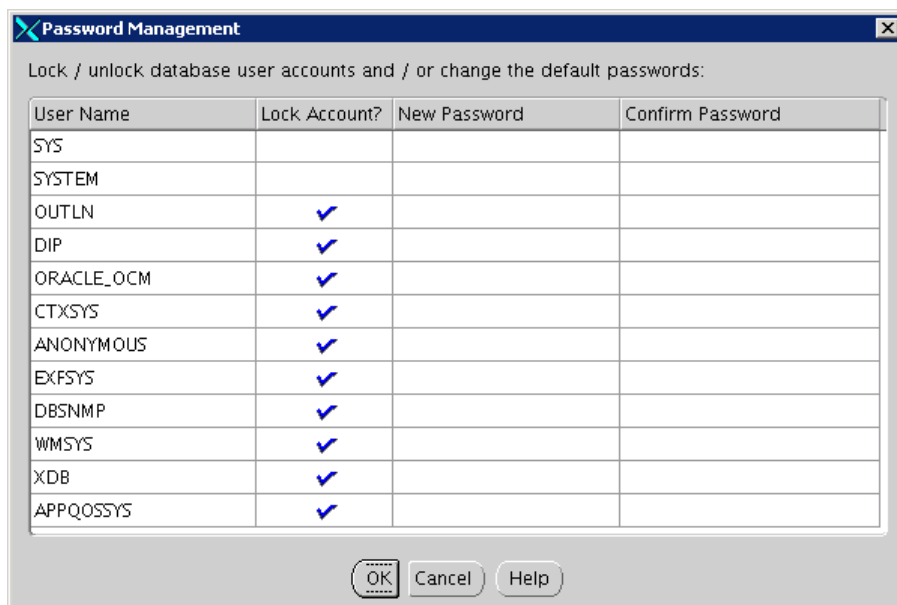 Password Management
Lock / unlock database user accounts and / or change the default passwords:
User Name Lock Account? New Password Confirm Password
SYS
SYSTEM
OUTLN
DIP
ORACLE_OCM
CTXSYS
ANONYMOUS
EXFSYS
DBSNMP
WMSYS
XDB
APPQOSSYS
OK Cancel Help